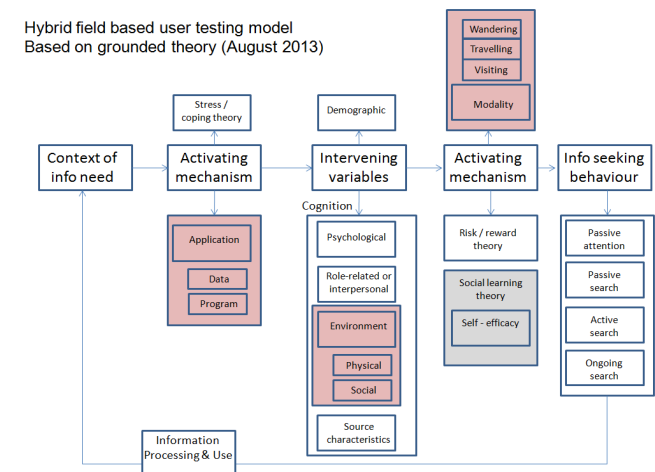 Hybrid field based user testing model
Based on grounded theory (August 2013)
Wandering
Travelling
Visiting
Modality
Stress /
coping theory
Demographic
Context of
info need
Activating
mechanism
Intervening
variables
Activating
mechanism
Info seeking
behaviour
Cognition
Application
Data
Program
Psychological
Role-related or
interpersonal
Environment
Physical
Social
Source
characteristics
Risk / reward
theory
Social learning
theory
Self - efficacy
Passive
attention
Passive
search
Active
search
Ongoing
search
Information
Processing & Use